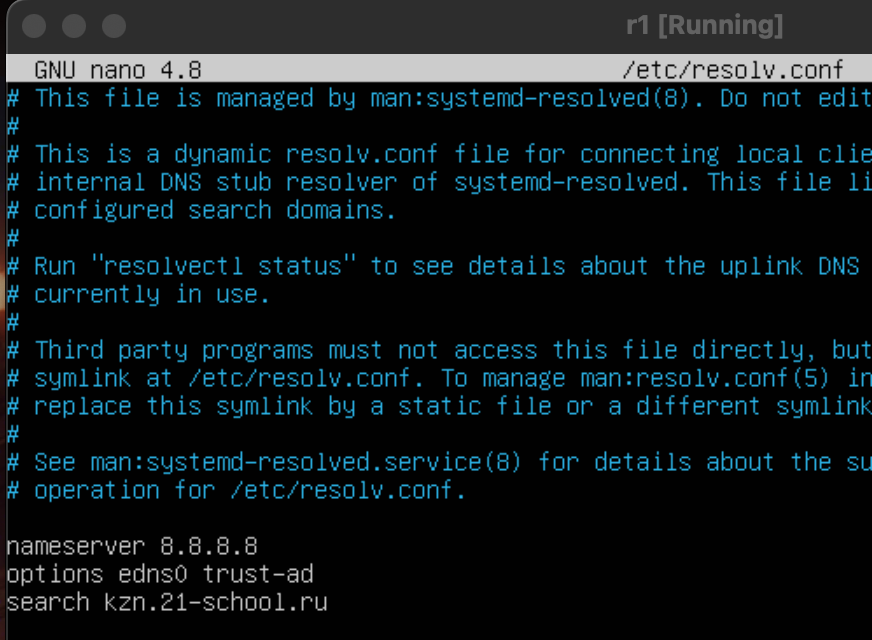 r1 [Running]
GNU nano 4.8 /etc/resolv.conf
# This file is managed by man:systemd-resolved(8). Do not edit
#
# This is a dynamic resolv.conf file for connecting local clie
# internal DNS stub resolver of systemd-resolved. This file li
# configured search domains.
#
# Run "resolvectl status" to see details about the uplink DNS
# currently in use.
#
# Third party programs must not access this file directly, but
# symlink at /etc/resolv.conf. To manage man:resolv.conf(5) in
# replace this symlink by a static file or a different symlink
#
# See man:systemd-resolved.service(8) for details about the su
# operation for /etc/resolv.conf.
nameserver 8.8.8.8
options edns0 trust-ad
search kzn.21-school.ru